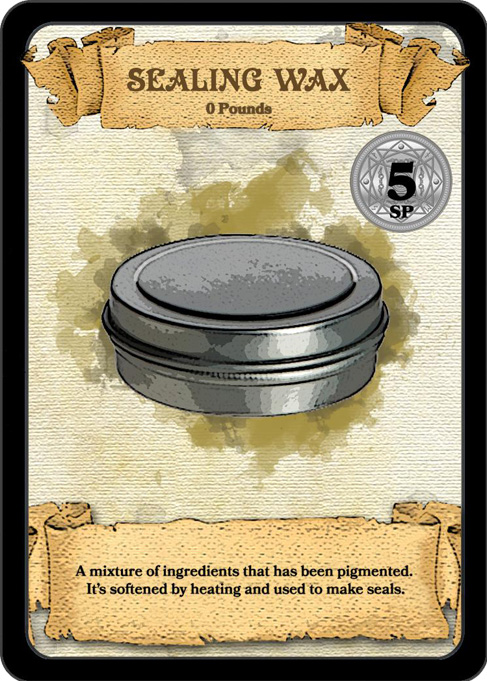 SEALING WAX
0 Pounds
5
SP
A mixture of ingredients that has been pigmented.
It's softened by heating and used to make seals.